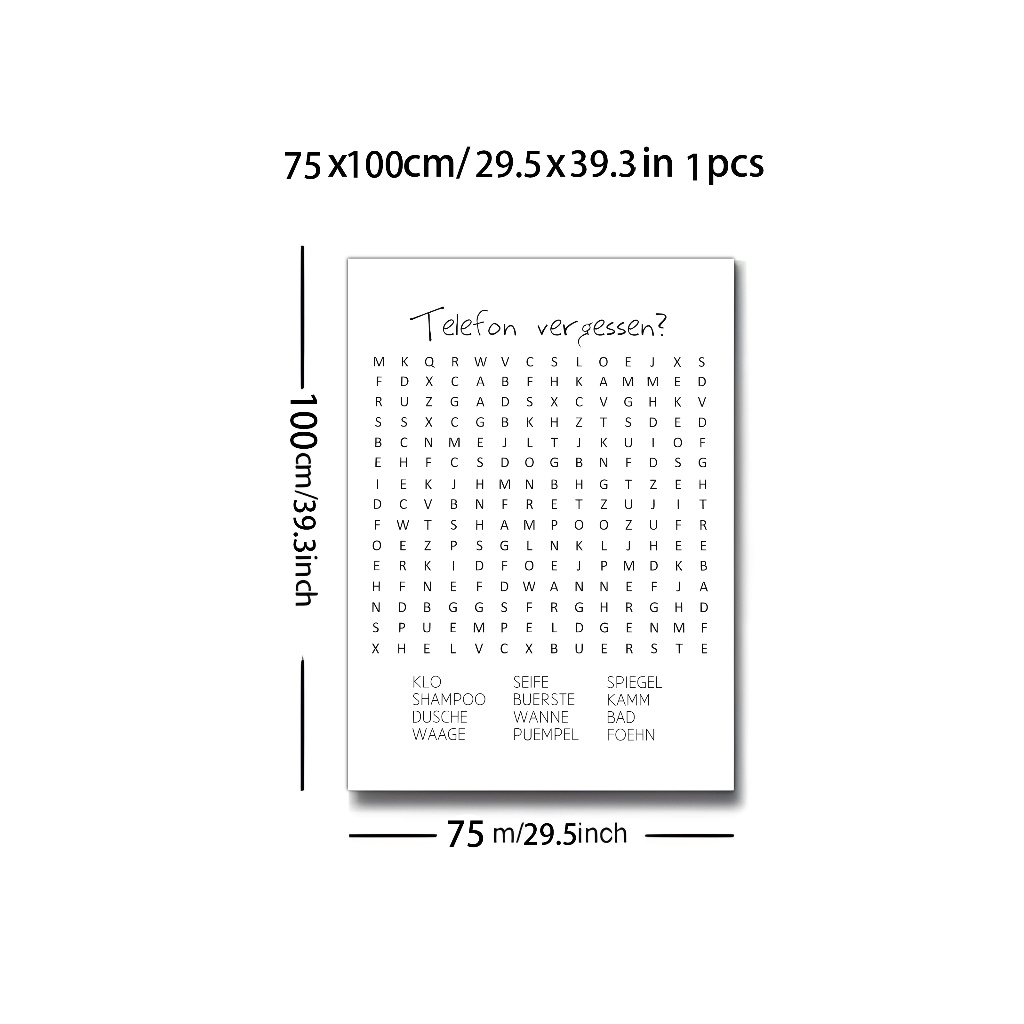 75x100cm/ 29.5x39.3in 1pcs
100cm/39.3inch
Telefon vergessen?
M K Q R W V C S L O E J X S
F D X C A B F H K A M M E D
R U Z G A D S X C V G H K V
S S X C G B K H Z T S D E D
B C N M E J L T J K U I O F
E H F C S D O G B N F D S G
I E K J H M N B H G T Z E H
D C V B N F R E T Z U J I T
F W T S H A M P O O Z U F R
O E Z P S G L N K L J H E E
E R K I D F O E J P M D K B
H F N E F D W A N N E F J A
N D B G G S F R G H R G H D
S P U E M P E L D G E N M F
X H E L V C X B U E R S T E
KLO SEIFE SPIEGEL
SHAMPOO BUERSTE KAMM
DUSCHE WANNE BAD
WAAGE PUEMPEL FOEHN
75 m/29.5inch